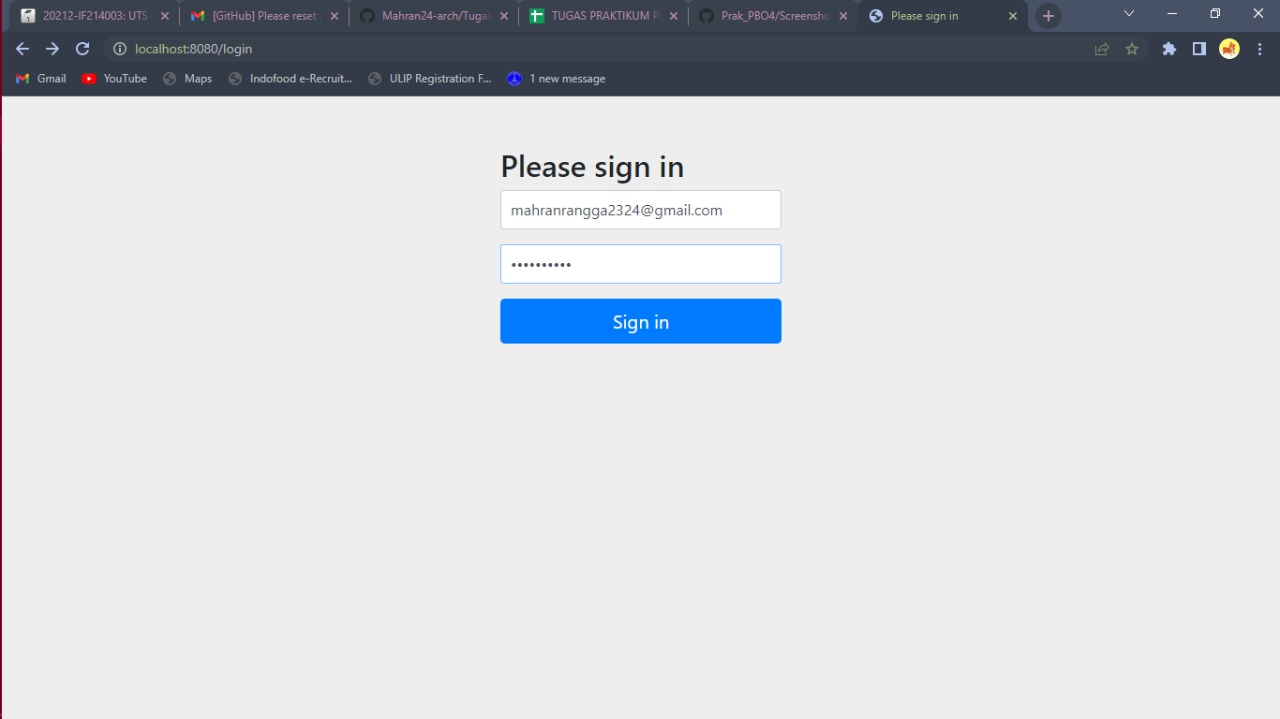 20212-IF214003: UTS
[GitHub] Please reset
Mahran24-arch/Tugas
TUGAS PRAKTIKUM P
Prak_PBO4/Screensho
Please sign in
localhost:8080/login
Gmail
YouTube
Maps
Indofood e-Recruit...
ULIP Registration F...
1 new message
Please sign in
mahranrangga2324@gmail.com
••••••••••
Sign in